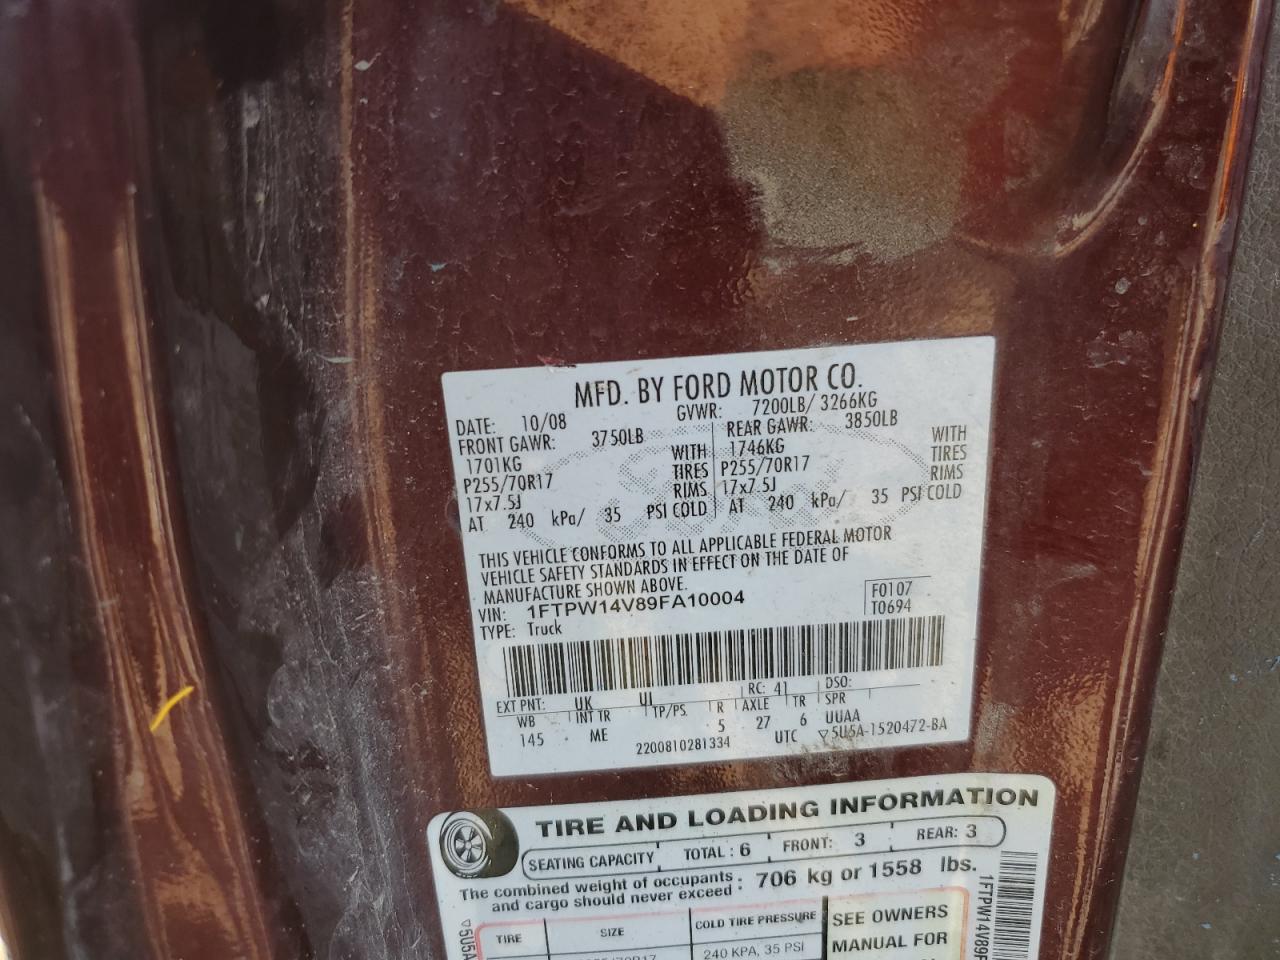 MFD. BY FORD MOTOR CO.
DATE: 10/08 GVWR: 7200LB/ 3266KG
FRONT GAWR: 3750LB REAR GAWR: 3850LB
1701KG WITH 1746KG WITH
P255/70R17 TIRES P255/70R17 TIRES
17x7.5J RIMS 17x7.5J RIMS
AT 240 kPa/ 35 PSI COLD AT 240 kPa/ 35 PSI COLD
THIS VEHICLE CONFORMS TO ALL APPLICABLE FEDERAL MOTOR
VEHICLE SAFETY STANDARDS IN EFFECT ON THE DATE OF
MANUFACTURE SHOWN ABOVE.
VIN: 1FTPW14V89FA10004 F0107
TYPE: Truck T0694
EXT PNT: UK UI RC: 41 DSO:
WB INT TR TP/PS R AXLE TR SPR
145 ME 5 27 6 UUAA
2200810281334 UTC ▽5U5A-1520472-BA
TIRE AND LOADING INFORMATION
SEATING CAPACITY TOTAL: 6 FRONT: 3 REAR: 3
The combined weight of occupants and cargo should never exceed: 706 kg or 1558 lbs.
TIRE SIZE COLD TIRE PRESSURE SEE OWNERS
240 KPA, 35 PSI MANUAL FOR
▽5U5A
1FTPW14V89F